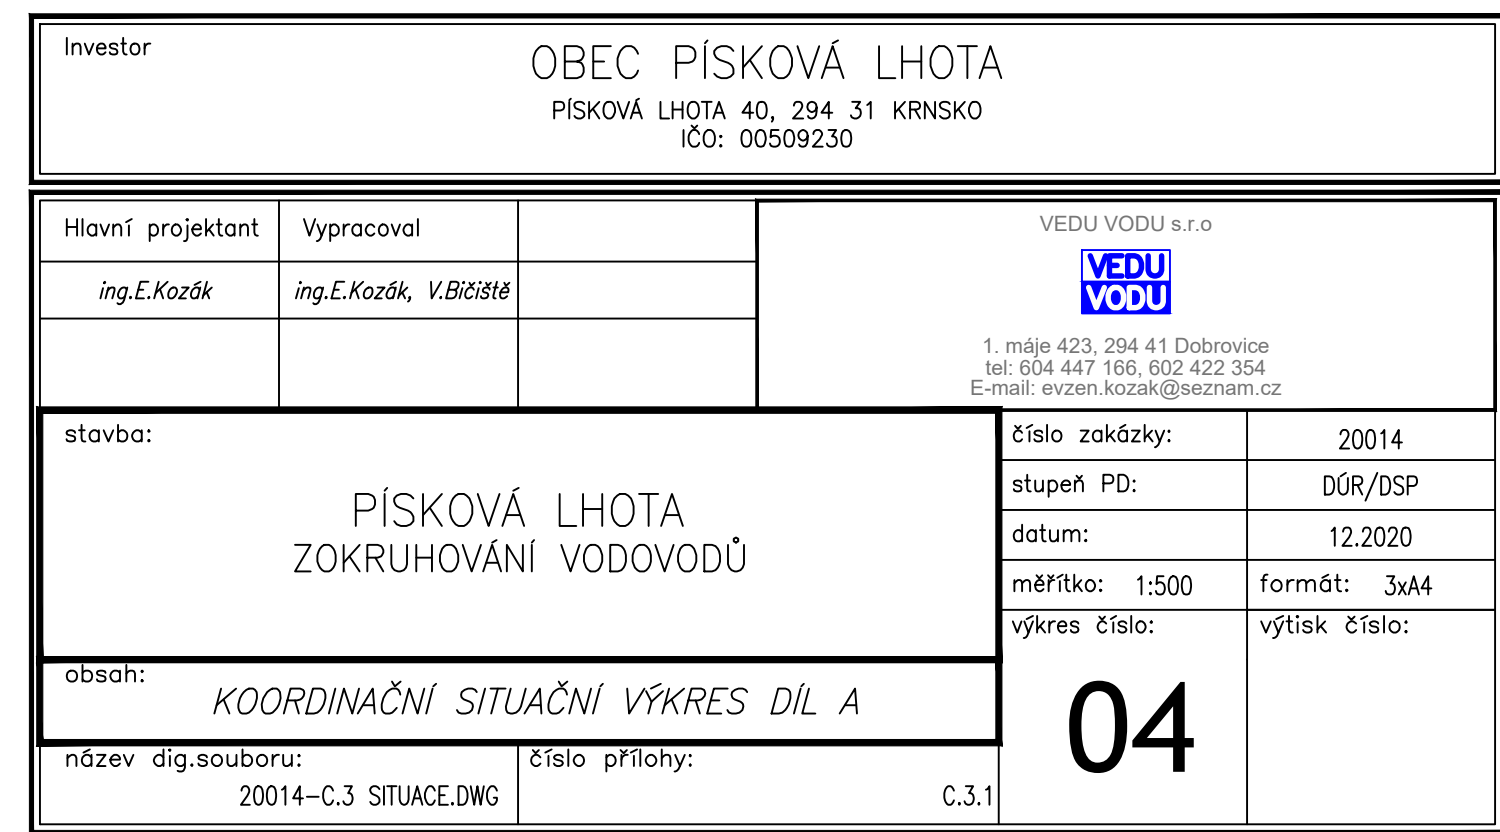 Investor
OBEC PÍSKOVÁ LHOTA
PÍSKOVÁ LHOTA 40, 294 31 KRNSKO
IČO: 00509230
Hlavní projektant
Vypracoval
ing.E.Kozák
ing.E.Kozák, V.Bičiště
VEDU VODU s.r.o
VEDU
VODU
1. máje 423, 294 41 Dobrovice
tel: 604 447 166, 602 422 354
E-mail: evzen.kozak@seznam.cz
stavba:
PÍSKOVÁ LHOTA
ZOKRUHOVÁNÍ VODOVODŮ
číslo zakázky:
20014
stupeň PD:
DÚR/DSP
datum:
12.2020
měřítko: 1:500
formát: 3xA4
obsah:
KOORDINAČNÍ SITUAČNÍ VÝKRES DÍL A
výkres číslo:
04
výtisk číslo:
název dig.souboru:
20014-C.3 SITUACE.DWG
číslo přílohy:
C.3.1